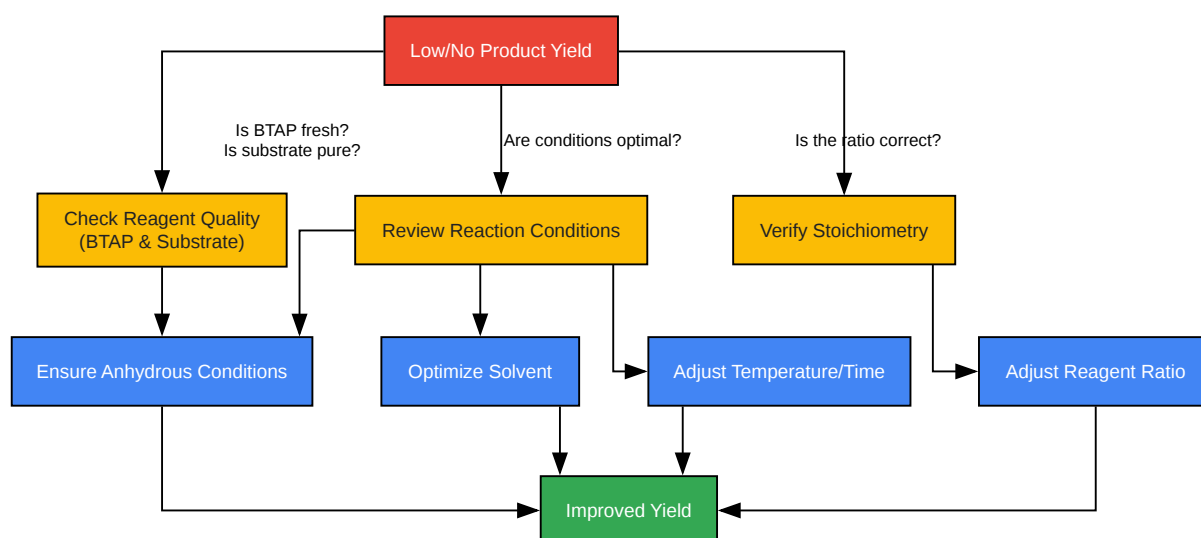 Low/No Product Yield
Is BTAP fresh?
Is substrate pure?
Are conditions optimal?
Is the ratio correct?
Check Reagent Quality
(BTAP & Substrate)
Review Reaction Conditions
Verify Stoichiometry
Ensure Anhydrous Conditions
Optimize Solvent
Adjust Temperature/Time
Adjust Reagent Ratio
Improved Yield